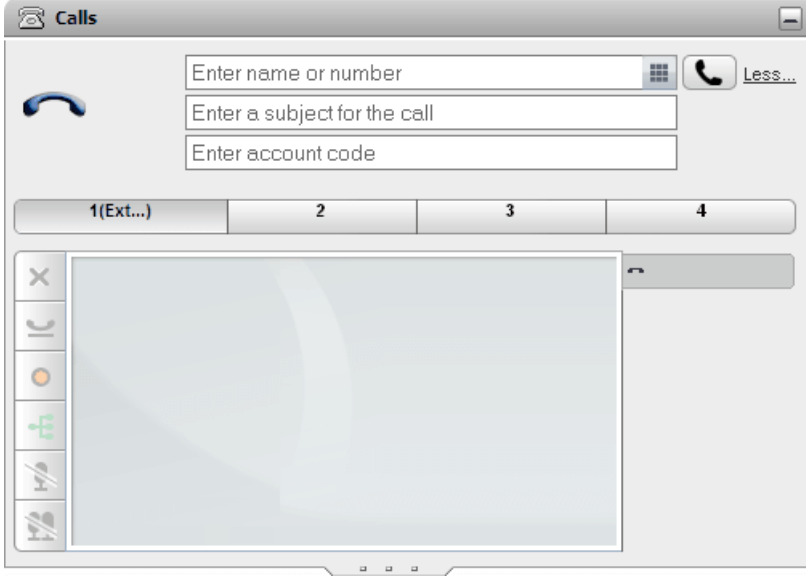 Calls
Enter name or number
Less...
Enter a subject for the call
Enter account code
1(Ext...) 2 3 4